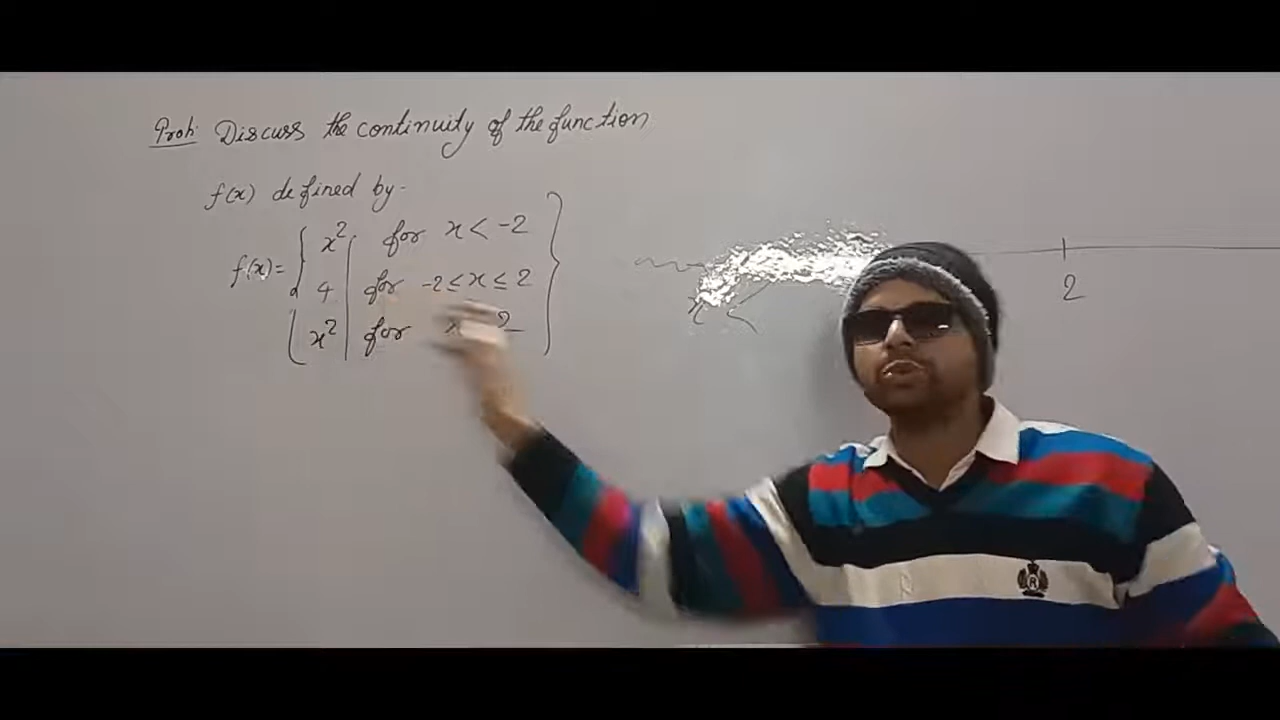 Prob: Discuss the continuity of the function
f(x) defined by-
f(x)= { x² for x < -2
4 for -2 ≤ x ≤ 2
x² for x 2
x <
2
R